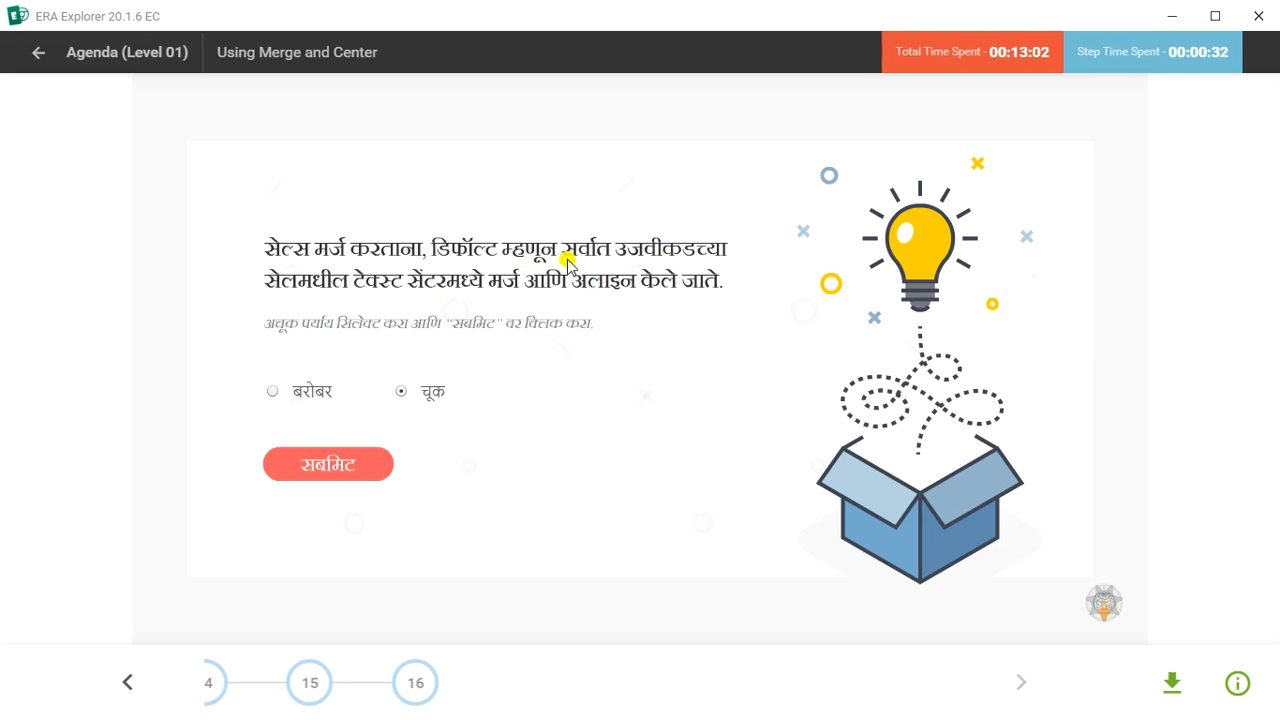 ERA Explorer 20.1.6 EC
Agenda (Level 01) Using Merge and Center Total Time Spent - 00:13:02 Step Time Spent - 00:00:32
सेल्स मर्ज करताना, डिफॉल्ट म्हणून सर्वात उजवीकडच्या
सेलमधील टेक्स्ट सेंटरमध्ये मर्ज आणि अलाइन केले जाते.
अचूक पर्याय सिलेक्ट करा आणि "सबमिट" वर क्लिक करा.
बरोबर चूक
सबमिट
4 15 16